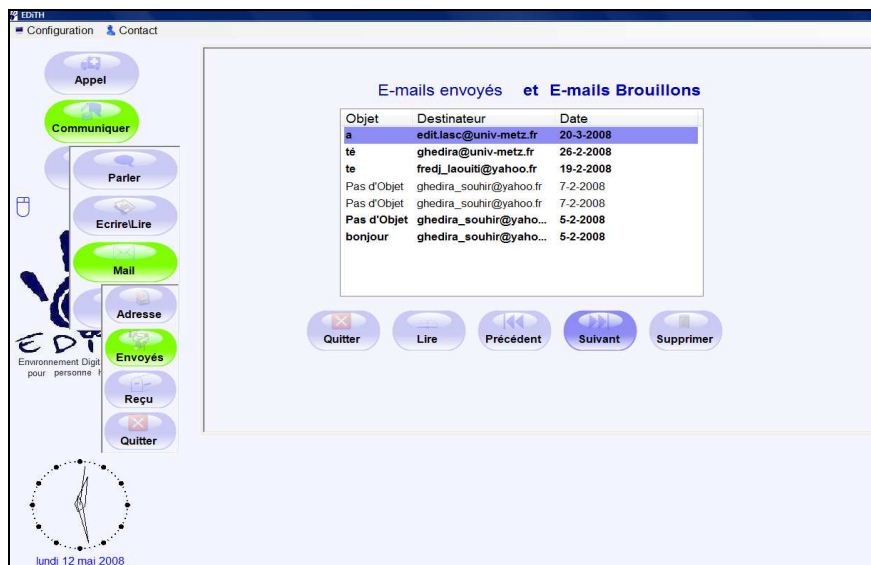 EDiTH
Configuration Contact
Appel
Communiquer
Parler
Ecrire\Lire
Mail
Adresse
Envoyés
Reçu
Quitter
EDiT
Environnement Digit
pour personne
lundi 12 mai 2008
E-mails envoyés et E-mails Brouillons
Objet Destinateur Date
a edit.lasc@univ-metz.fr 20-3-2008
té ghedira@univ-metz.fr 26-2-2008
te fredj_laouiti@yahoo.fr 19-2-2008
Pas d'Objet ghedira_souhir@yahoo.fr 7-2-2008
Pas d'Objet ghedira_souhir@yahoo.fr 7-2-2008
Pas d'Objet ghedira_souhir@yaho... 5-2-2008
bonjour ghedira_souhir@yaho... 5-2-2008
Quitter Lire Précédent Suivant Supprimer